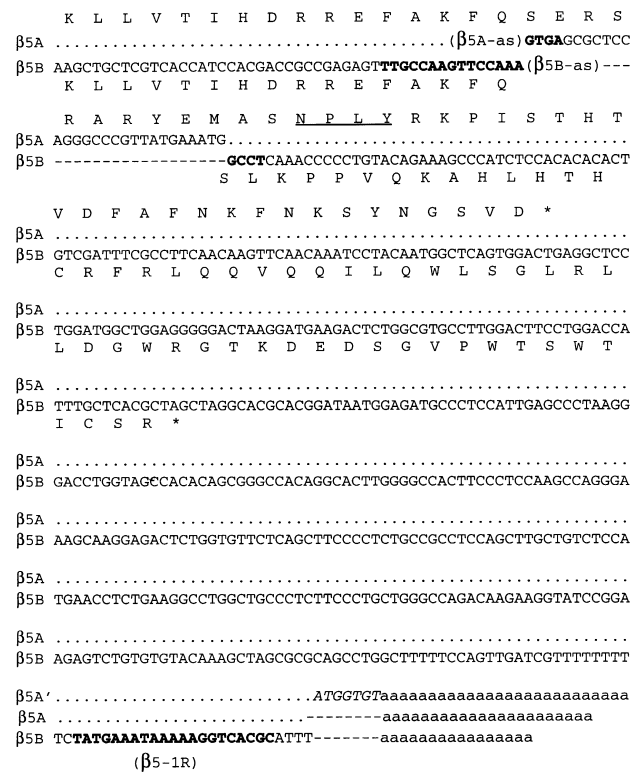 K L L V T I H D R R E F A K F Q S E R S
β5A ..........................................(β5A-as)GTGAGCGCTCC
β5B AAGCTGCTCGTCACCATCCACGACCGCCGAGAGTTTGCCAAGTTCCAAA(β5B-as)---
K L L V T I H D R R E F A K F Q
R A R Y E M A S N P L Y R K P I S T H T
β5A AGGGCCCGTTATGAAATG..........................................
β5B ------------------GCCTCAAACCCCCTGTACAGAAAGCCCATCTCCACACACACT
S L K P P V Q K A H L H T H
V D F A F N K F N K S Y N G S V D *
β5A ............................................................
β5B GTCGATTTCGCCTTCAACAAGTTCAACAAATCCTACAATGGCTCAGTGGACTGAGGCTCC
C R F R L Q Q V Q Q I L Q W L S G L R L
β5A ............................................................
β5B TGGATGGCTGGAGGGGGACTAAGGATGAAGACTCTGGCGTGCCTTGGACTTCCTGGACCA
L D G W R G T K D E D S G V P W T S W T
β5A ............................................................
β5B TTTGCTCACGCTAGCTAGGCACGCACGGATAATGGAGATGCCCTCCATTGAGCCCTAAGG
I C S R *
β5A ............................................................
β5B GACCTGGTAGCCACACAGCGGGCCACAGGCACTTGGGGCCACTTCCCTCCAAGCCAGGGA
β5A ............................................................
β5B AAGCAAGGAGACTCTGGTGTTCTCAGCTTCCCCTCTGCCGCCTCCAGCTTGCTGTCTCCA
β5A ............................................................
β5B TGAACCTCTGAAGGCCTGGCTGCCCTCTTCCCTGCTGGGCCAGACAAGAAGGTATCCGGA
β5A ............................................................
β5B AGAGTCTGTGTGTACAAAGCTAGCGCGCAGCCTGGCTTTTTCCAGTTGATCGTTTTTTTT
β5A' ...........................ATGGTGTaaaaaaaaaaaaaaaaaaaaaaaaaa
β5A ..........................--------aaaaaaaaaaaaaaaaaaaaaa
β5B TCTATGAAATAAAAAGGTCACGCATTT-------aaaaaaaaaaaaaaaa
(β5-1R)